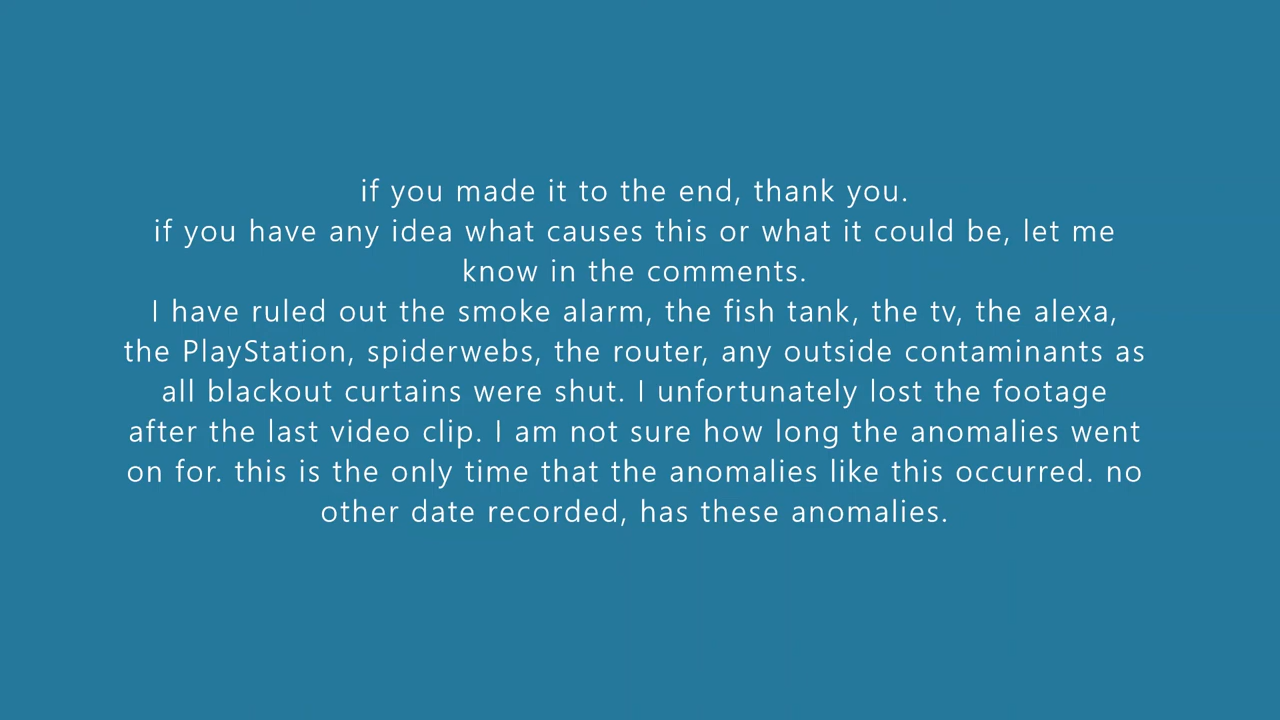 if you made it to the end, thank you.
if you have any idea what causes this or what it could be, let me
know in the comments.
I have ruled out the smoke alarm, the fish tank, the tv, the alexa,
the PlayStation, spiderwebs, the router, any outside contaminants as
all blackout curtains were shut. I unfortunately lost the footage
after the last video clip. I am not sure how long the anomalies went
on for. this is the only time that the anomalies like this occurred. no
other date recorded, has these anomalies.